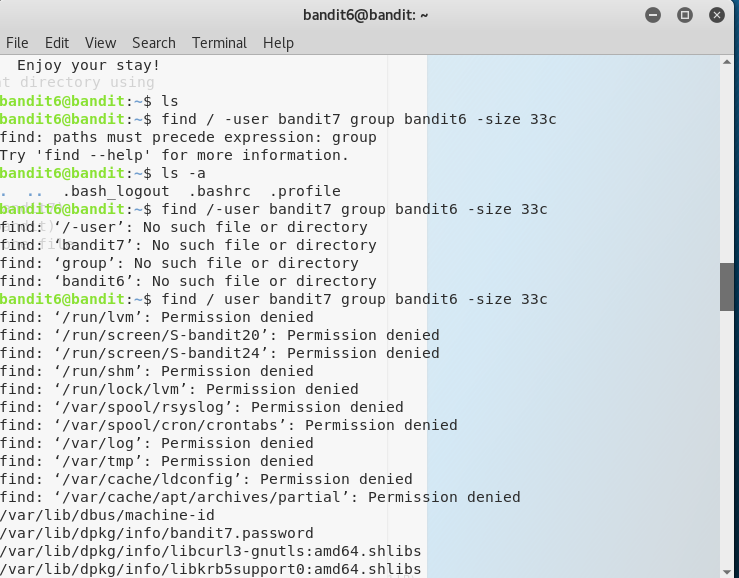 bandit6@bandit: ~
File Edit View Search Terminal Help
Enjoy your stay!
at directory using
bandit6@bandit:~$ ls
bandit6@bandit:~$ find / -user bandit7 group bandit6 -size 33c
find: paths must precede expression: group
Try 'find --help' for more information.
bandit6@bandit:~$ ls -a
. .. .bash_logout .bashrc .profile
bandit6@bandit:~$ find /-user bandit7 group bandit6 -size 33c
find: ‘/-user’: No such file or directory
find: ‘bandit7’: No such file or directory
find: ‘group’: No such file or directory
find: ‘bandit6’: No such file or directory
bandit6@bandit:~$ find / user bandit7 group bandit6 -size 33c
find: ‘/run/lvm’: Permission denied
find: ‘/run/screen/S-bandit20’: Permission denied
find: ‘/run/screen/S-bandit24’: Permission denied
find: ‘/run/shm’: Permission denied
find: ‘/run/lock/lvm’: Permission denied
find: ‘/var/spool/rsyslog’: Permission denied
find: ‘/var/spool/cron/crontabs’: Permission denied
find: ‘/var/log’: Permission denied
find: ‘/var/tmp’: Permission denied
find: ‘/var/cache/ldconfig’: Permission denied
find: ‘/var/cache/apt/archives/partial’: Permission denied
/var/lib/dbus/machine-id
/var/lib/dpkg/info/bandit7.password
/var/lib/dpkg/info/libcurl3-gnutls:amd64.shlibs
/var/lib/dpkg/info/libkrb5support0:amd64.shlibs